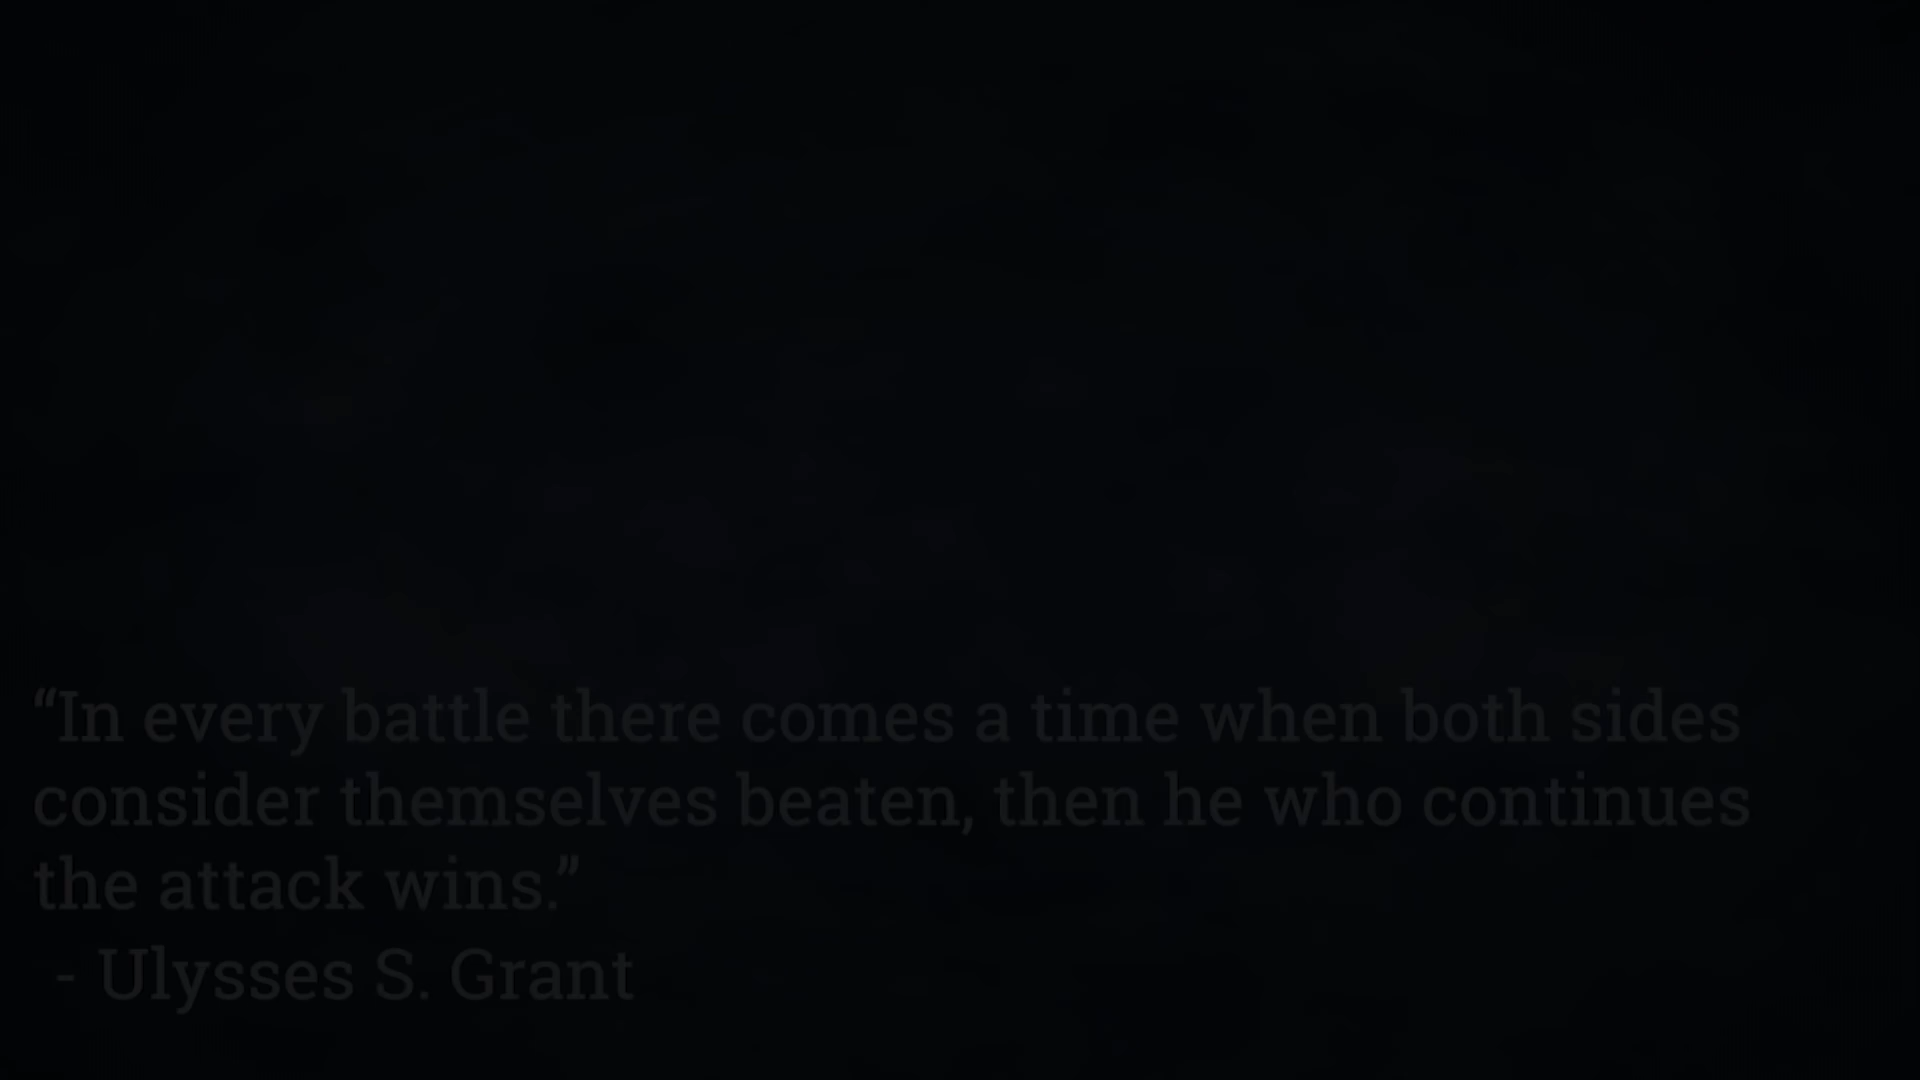 “In every battle there comes a time when both sides
consider themselves beaten, then he who continues
the attack wins.”
- Ulysses S. Grant